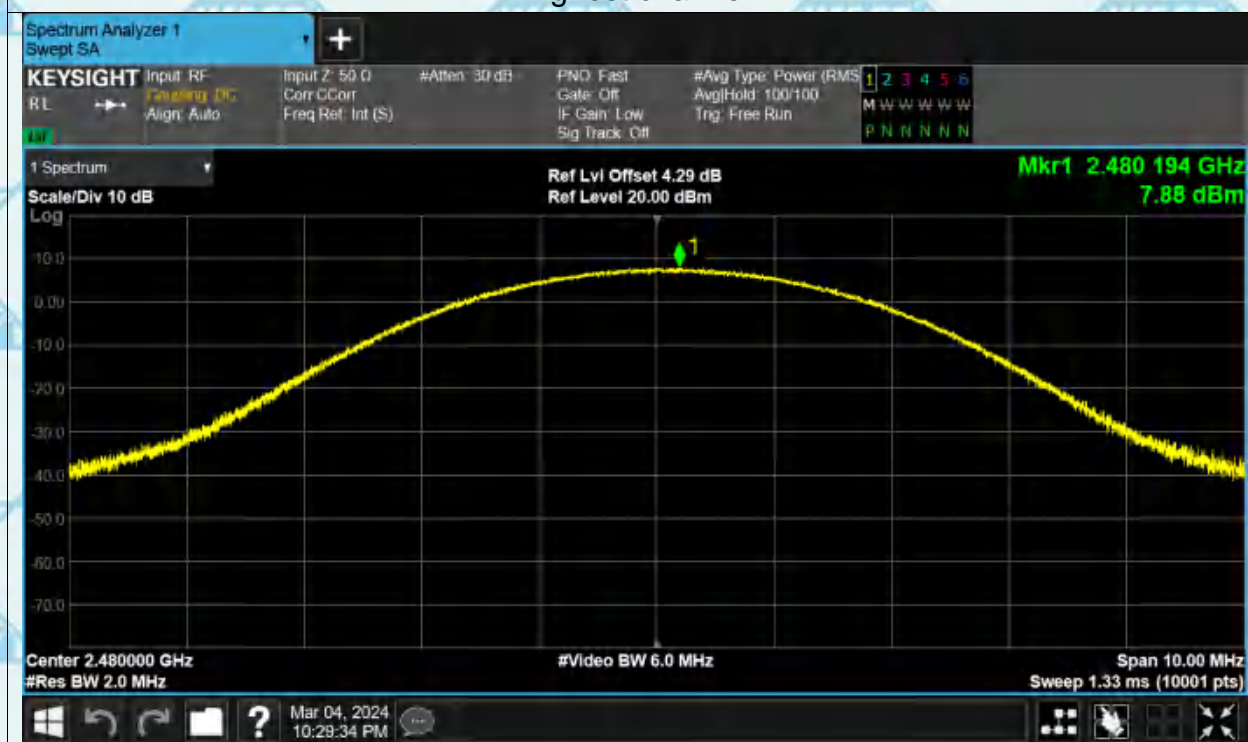 Spectrum Analyzer 1
Swept SA
+
KEYSIGHT Input: RF
RL
Coupling: DC
Align: Auto
Input Z: 50 Ω
Corr CCorr
Freq Ref: Int (S)
#Atten: 30 dB
PNO: Fast
Gate: Off
IF Gain: Low
Sig Track: Off
#Avg Type: Power (RMS
Avg|Hold: 100/100
Trig: Free Run
1 2 3 4 5 6
M W W W W W
P N N N N N
1 Spectrum
Scale/Div 10 dB
Ref Lvl Offset 4.29 dB
Ref Level 20.00 dBm
Mkr1 2.480 194 GHz
7.88 dBm
Log
1
10.0
0.00
-10.0
-20.0
-30.0
-40.0
-50.0
-60.0
-70.0
Center 2.480000 GHz
#Res BW 2.0 MHz
#Video BW 6.0 MHz
Span 10.00 MHz
Sweep 1.33 ms (10001 pts)
?
Mar 04, 2024
10:29:34 PM